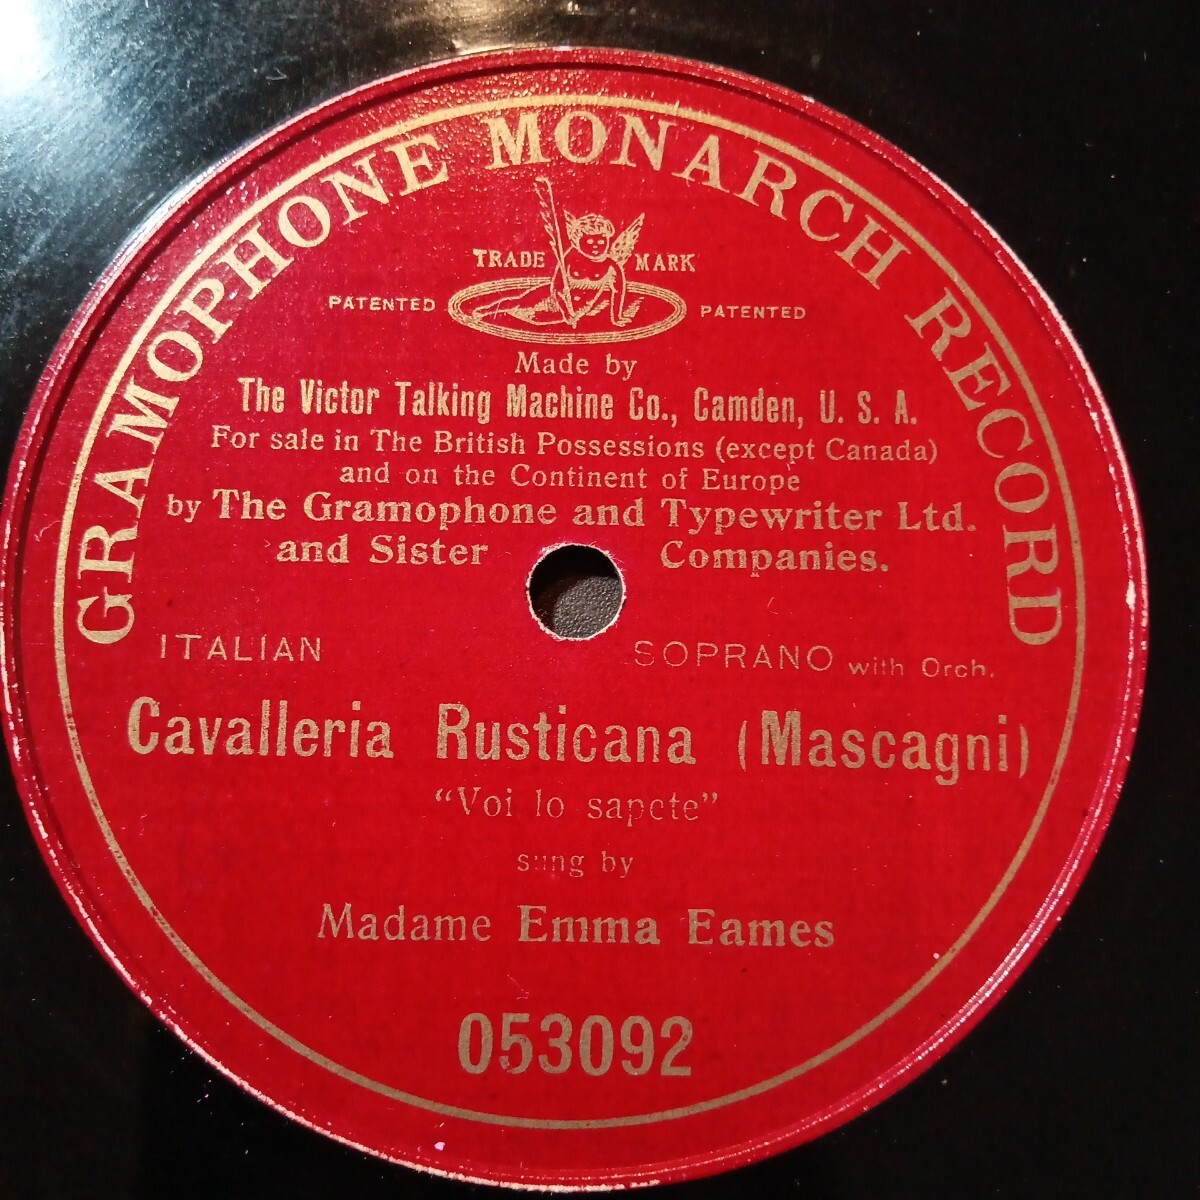 GRAMOPHONE MONARCH RECORD
TRADE MARK
PATENTED PATENTED
Made by
The Victor Talking Machine Co., Camden, U. S. A.
For sale in The British Possessions (except Canada)
and on the Continent of Europe
by The Gramophone and Typewriter Ltd.
and Sister Companies.
ITALIAN SOPRANO with Orch.
Cavalleria Rusticana (Mascagni)
"Voi lo sapete"
sung by
Madame Emma Eames
053092